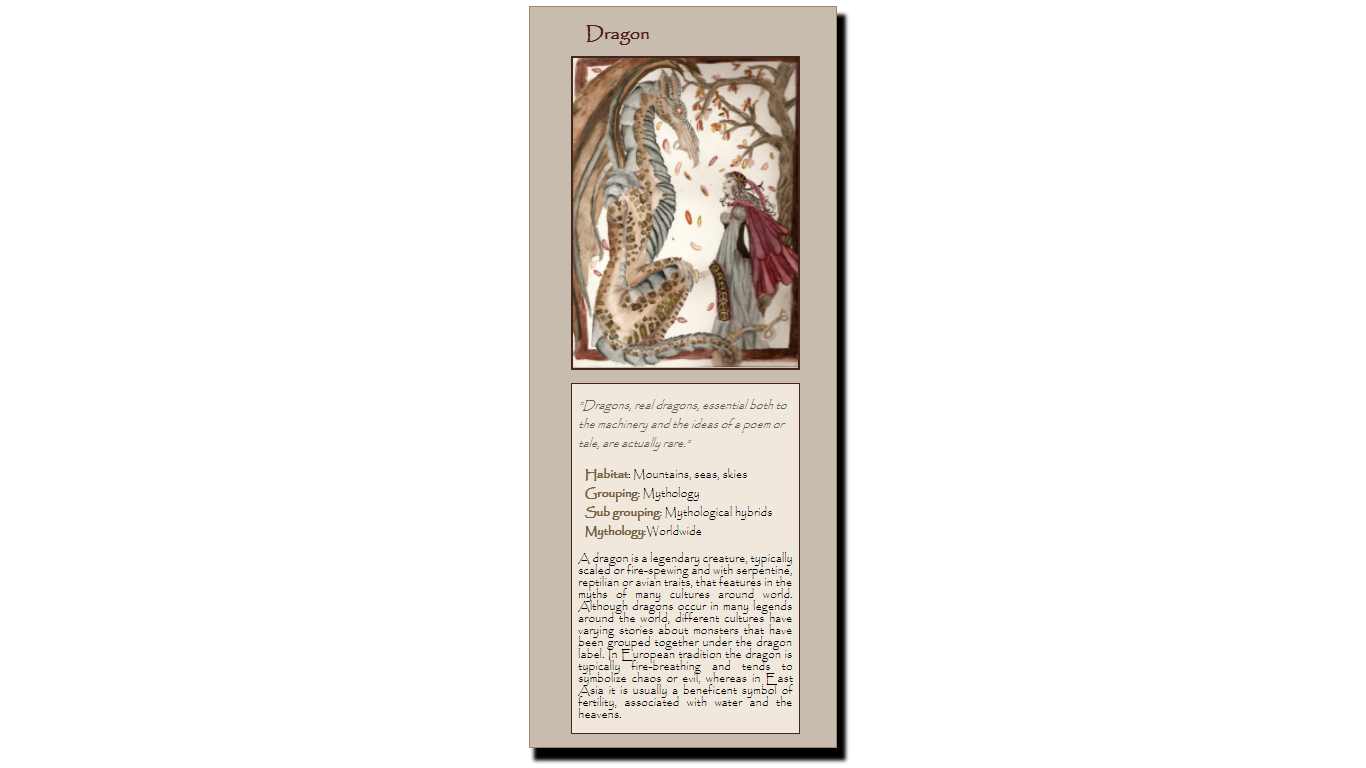 Dragon
"Dragons, real dragons, essential both to
the machinery and the ideas of a poem or
tale, are actually rare."
Habitat: Mountains, seas, skies
Grouping: Mythology
Sub grouping: Mythological hybrids
Mythology:Worldwide
A dragon is a legendary creature, typically
scaled or fire-spewing and with serpentine,
reptilian or avian traits, that features in the
myths of many cultures around world.
Although dragons occur in many legends
around the world, different cultures have
varying stories about monsters that have
been grouped together under the dragon
label. In European tradition the dragon is
typically fire-breathing and tends to
symbolize chaos or evil, whereas in East
Asia it is usually a beneficent symbol of
fertility, associated with water and the
heavens.